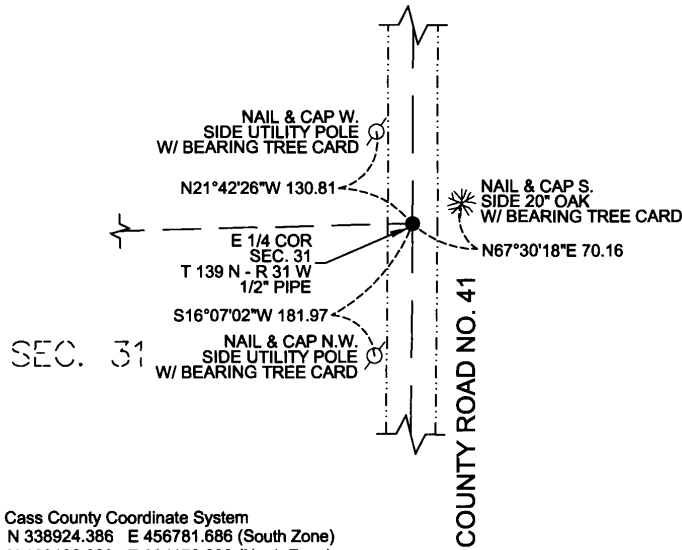 NAIL & CAP W.
SIDE UTILITY POLE
W/ BEARING TREE CARD
N21°42'26"W 130.81
NAIL & CAP S.
SIDE 20" OAK
W/ BEARING TREE CARD
N67°30'18"E 70.16
E 1/4 COR
SEC. 31
T 139 N - R 31 W
1/2" PIPE
S16°07'02"W 181.97
NAIL & CAP N.W.
SIDE UTILITY POLE
W/ BEARING TREE CARD
SEC. 31
COUNTY ROAD NO. 41
Cass County Coordinate System
N 338924.386 E 456781.686 (South Zone)